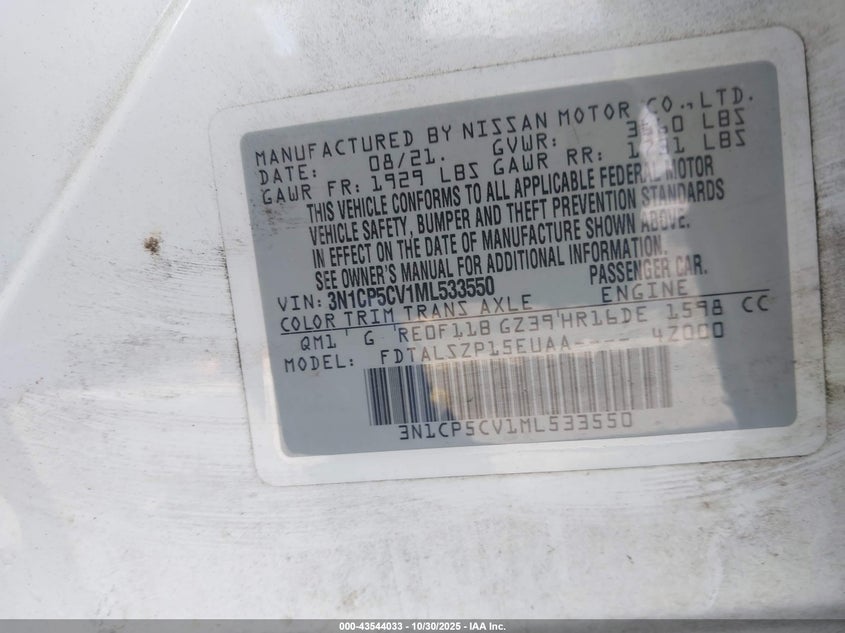 MANUFACTURED BY NISSAN MOTOR CO.,LTD.
DATE: 08/21. GVWR: LBS
GAWR FR: 1929 LBS GAWR RR: LBS
THIS VEHICLE CONFORMS TO ALL APPLICABLE FEDERAL MOTOR
VEHICLE SAFETY, BUMPER AND THEFT PREVENTION STANDARDS
IN EFFECT ON THE DATE OF MANUFACTURE SHOWN ABOVE.
SEE OWNER'S MANUAL FOR ADDITIONAL INFORMATION.
VIN: 3N1CP5CV1ML533550 PASSENGER CAR.
COLOR TRIM TRANS AXLE ENGINE
QM1 ' G ' RE0F11B GZ39'HR16DE 1598 CC
MODEL: FDTALSZP15EUAA---- 4Z000
3N1CP5CV1ML533550
000-43544033 - 10/30/2025 - IAA Inc.